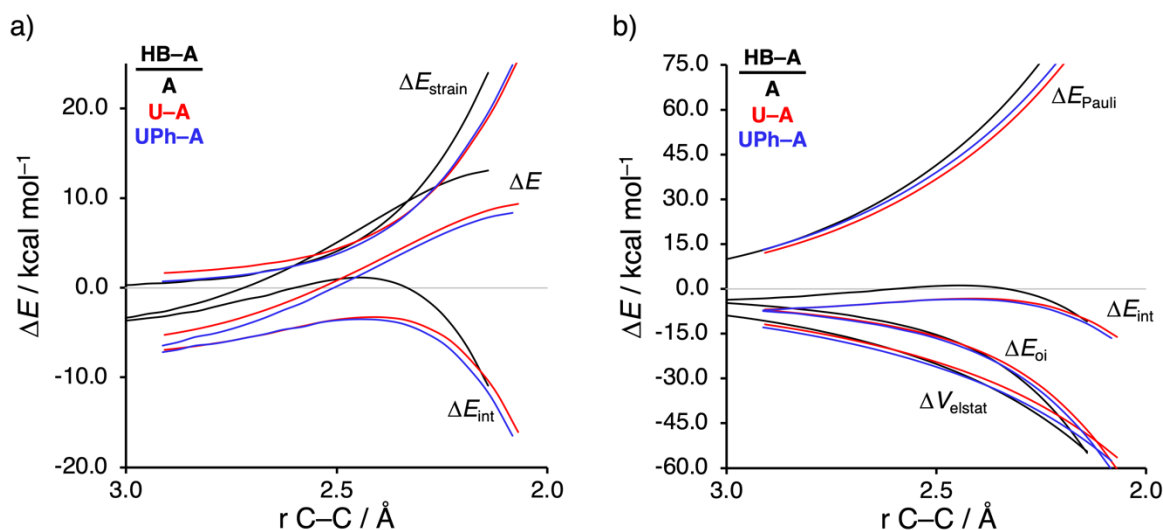 a)
HB–A
A
U–A
UPh–A
ΔE_strain
ΔE
ΔE_int
20.0
10.0
0.0
-10.0
-20.0
ΔE / kcal mol⁻¹
3.0 2.5 2.0
r C–C / Å
b)
HB–A
A
U–A
UPh–A
ΔE_Pauli
ΔE_int
ΔE_oi
ΔV_elstat
75.0
60.0
45.0
30.0
15.0
0.0
-15.0
-30.0
-45.0
-60.0
ΔE / kcal mol⁻¹
3.0 2.5 2.0
r C–C / Å